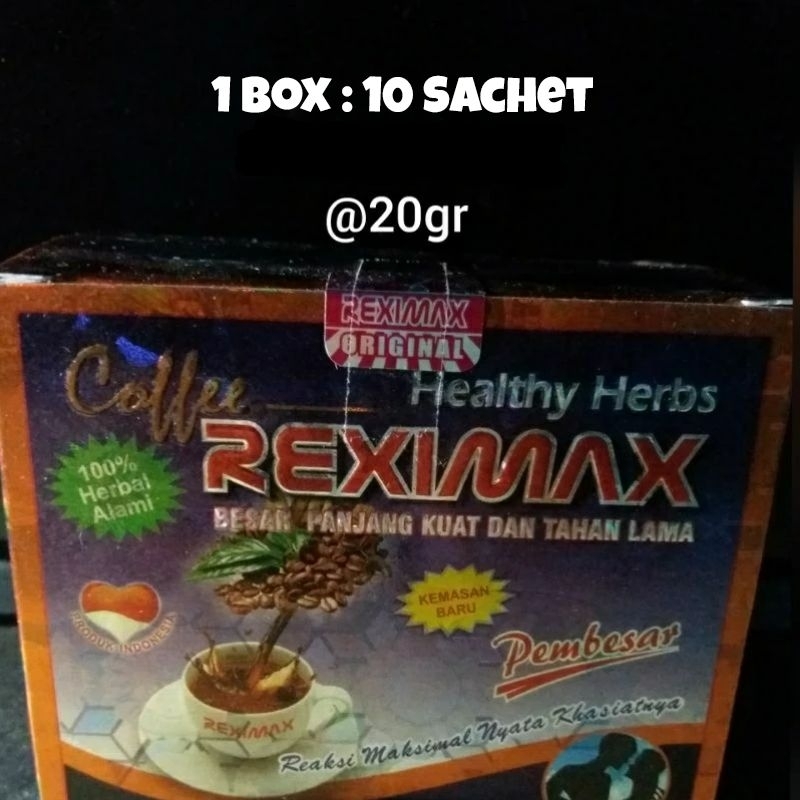 1 BOX : 10 SACHET
@20gr
REXIMAX
ORIGINAL
Coffee
Healthy Herbs
REXIMAX
100%
Herbal
Alami
BESAR PANJANG KUAT DAN TAHAN LAMA
KEMASAN
BARU
PRODUK INDONESIA
Pembesar
REXIMAX
Reaksi Maksimal Nyata Khasiatnya